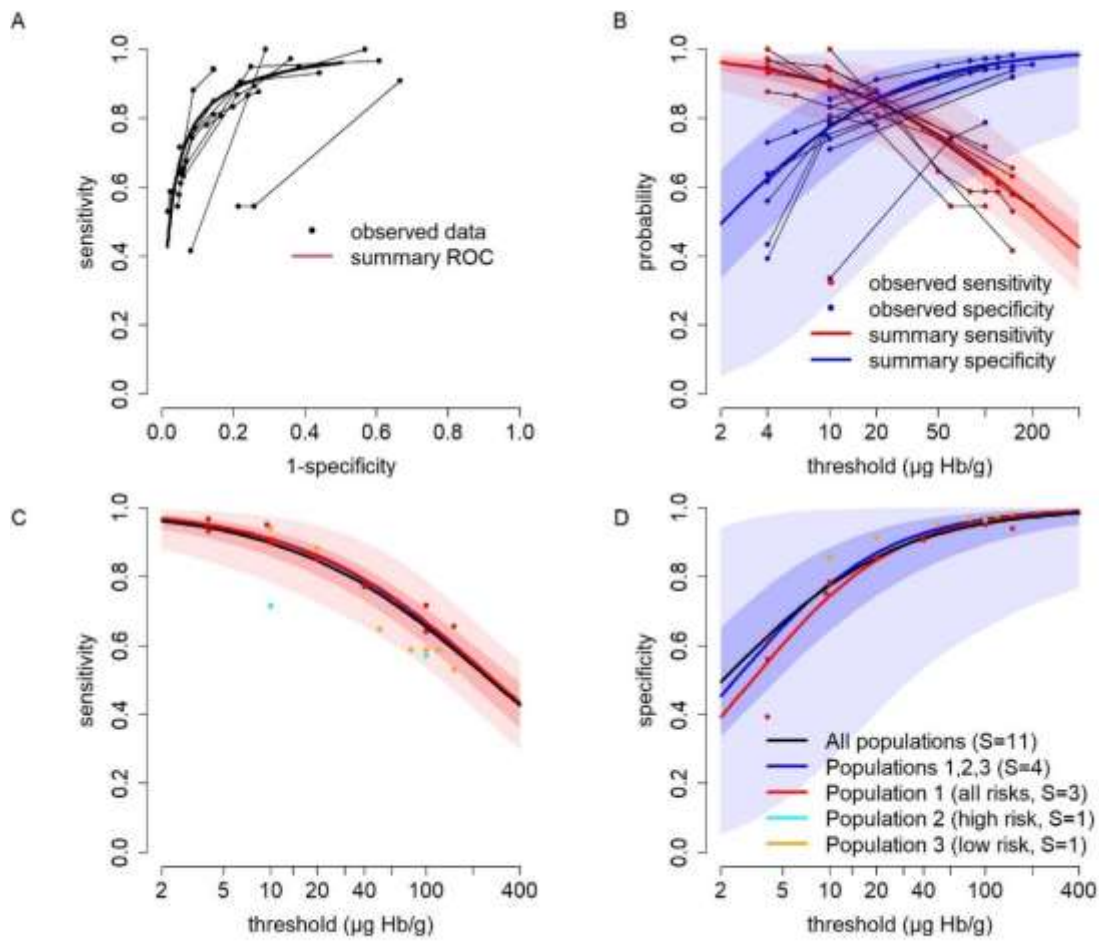 A
sensitivity
1.0
0.8
0.6
0.4
0.2
0.0
observed data
summary ROC
0.0 0.2 0.4 0.6 0.8 1.0
1-specificity
B
probability
1.0
0.8
0.6
0.4
0.2
0.0
observed sensitivity
observed specificity
summary sensitivity
summary specificity
2 4 10 20 50 200
threshold (µg Hb/g)
C
sensitivity
1.0
0.8
0.6
0.4
0.2
0.0
2 5 10 20 40 100 400
threshold (µg Hb/g)
D
specificity
1.0
0.8
0.6
0.4
0.2
0.0
All populations (S=11)
Populations 1,2,3 (S=4)
Population 1 (all risks, S=3)
Population 2 (high risk, S=1)
Population 3 (low risk, S=1)
2 5 10 20 40 100 400
threshold (µg Hb/g)